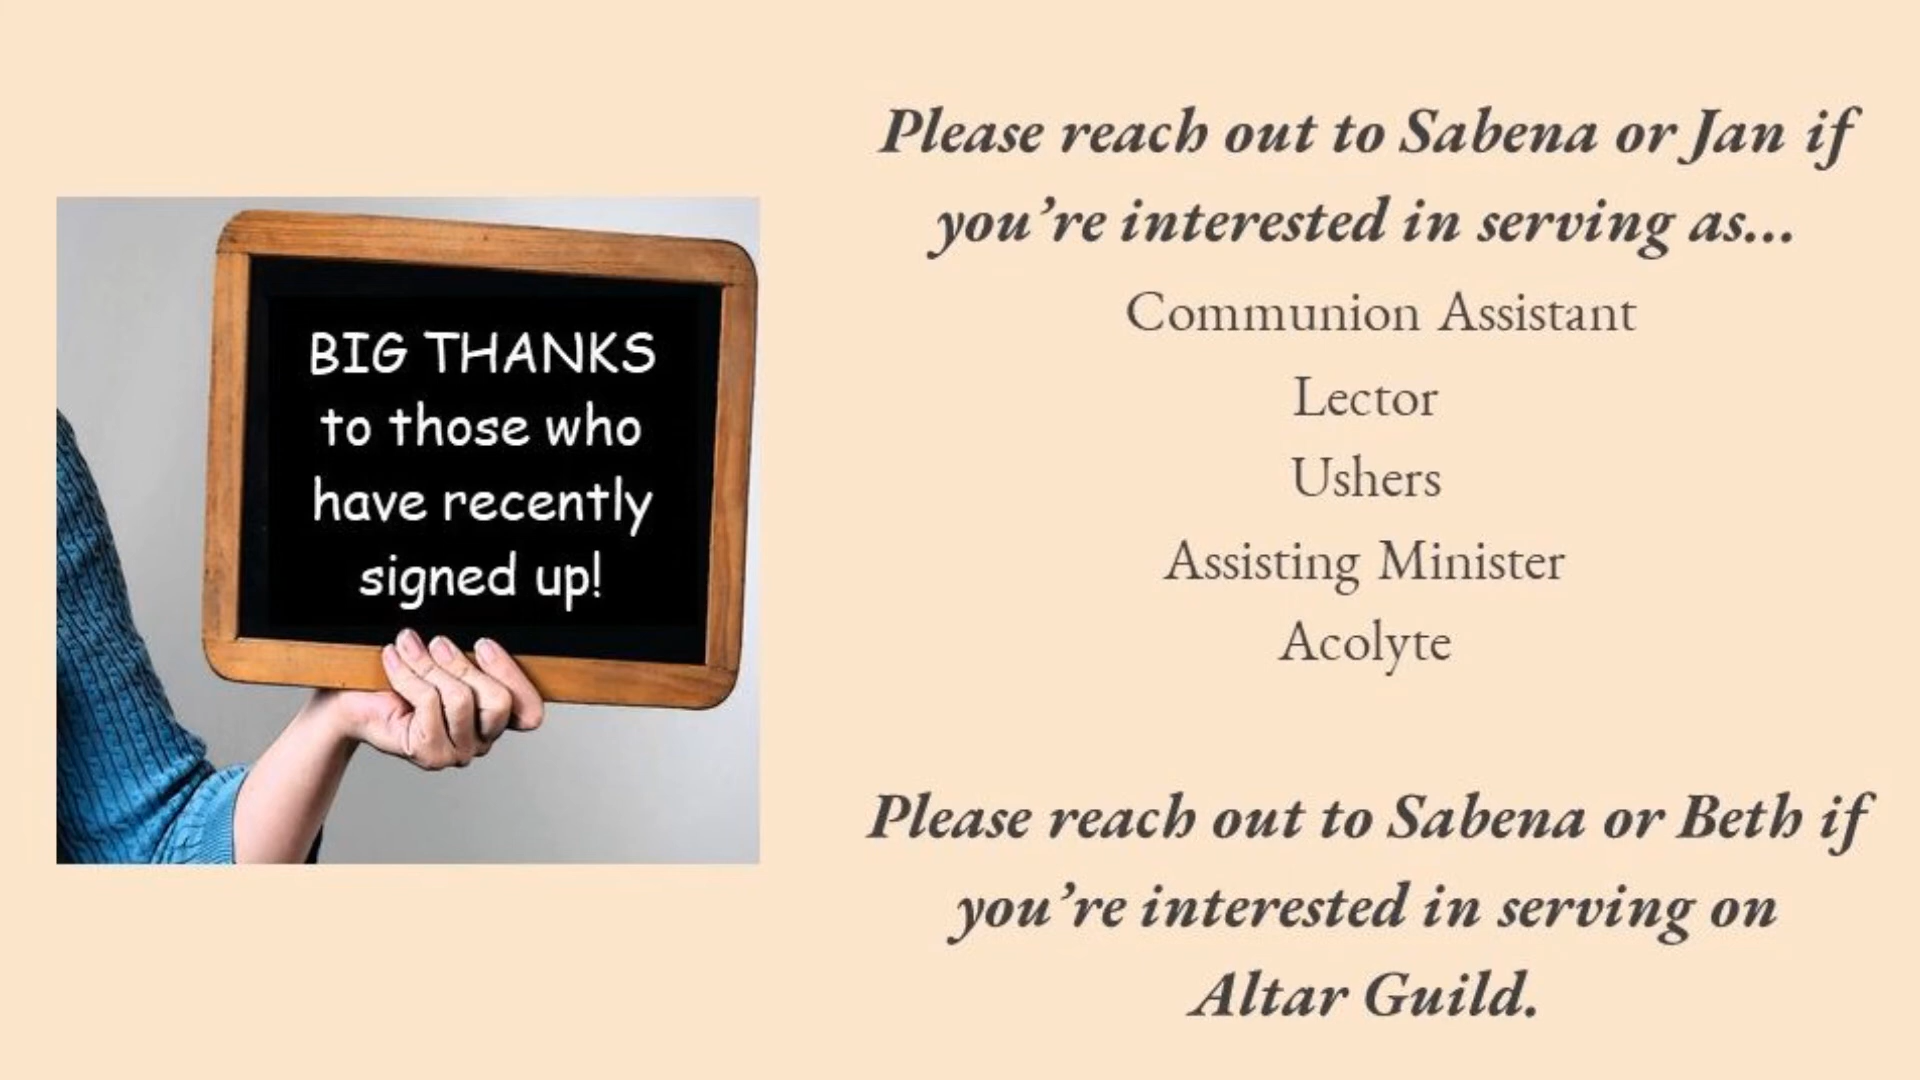 BIG THANKS
to those who
have recently
signed up!
Please reach out to Sabena or Jan if
you’re interested in serving as...
Communion Assistant
Lector
Ushers
Assisting Minister
Acolyte
Please reach out to Sabena or Beth if
you’re interested in serving on
Altar Guild.